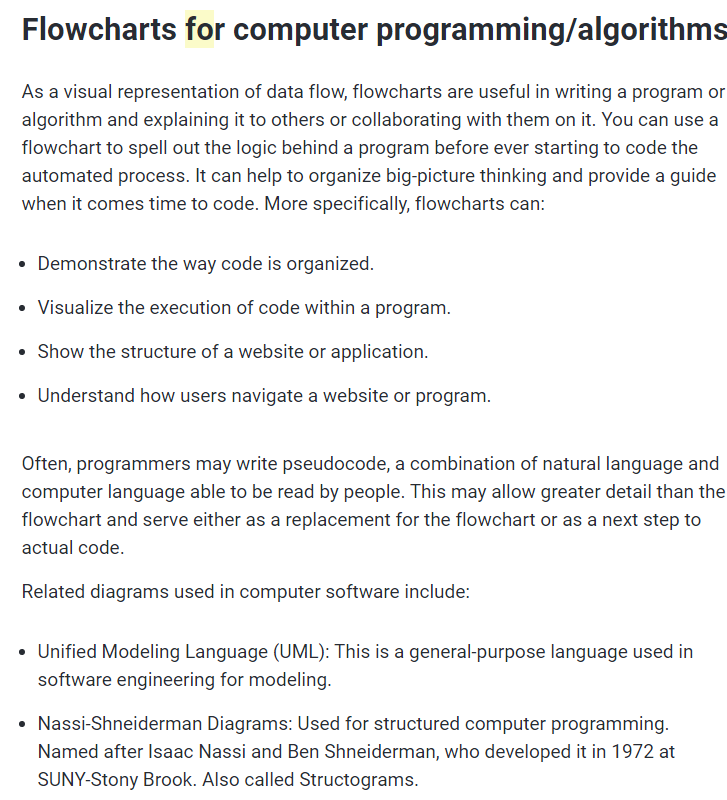 Flowcharts for computer programming/algorithms
As a visual representation of data flow, flowcharts are useful in writing a program or
algorithm and explaining it to others or collaborating with them on it. You can use a
flowchart to spell out the logic behind a program before ever starting to code the
automated process. It can help to organize big-picture thinking and provide a guide
when it comes time to code. More specifically, flowcharts can:
• Demonstrate the way code is organized.
• Visualize the execution of code within a program.
• Show the structure of a website or application.
• Understand how users navigate a website or program.
Often, programmers may write pseudocode, a combination of natural language and
computer language able to be read by people. This may allow greater detail than the
flowchart and serve either as a replacement for the flowchart or as a next step to
actual code.
Related diagrams used in computer software include:
• Unified Modeling Language (UML): This is a general-purpose language used in
software engineering for modeling.
• Nassi-Shneiderman Diagrams: Used for structured computer programming.
Named after Isaac Nassi and Ben Shneiderman, who developed it in 1972 at
SUNY-Stony Brook. Also called Structograms.